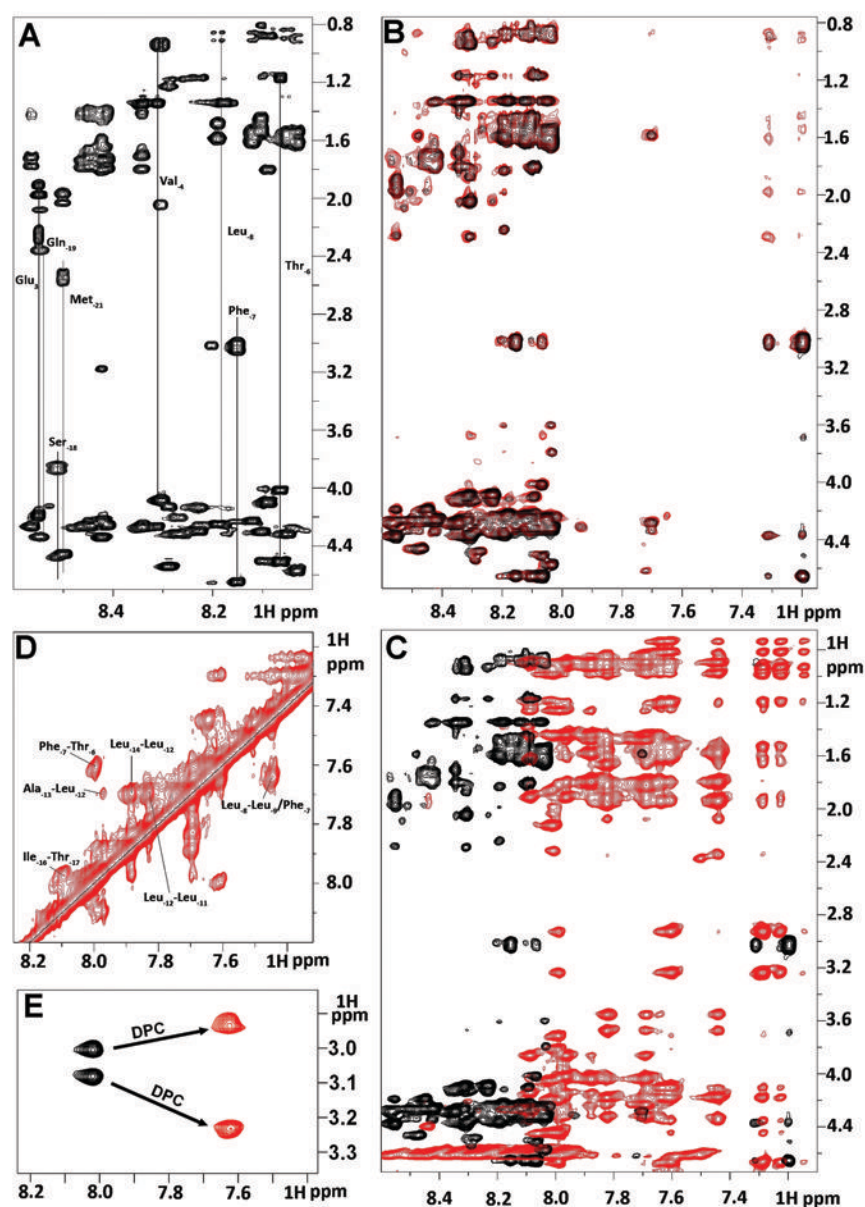 A
B
0.8
1.2
1.6
2.0
2.4
2.8
3.2
3.6
4.0
4.4
0.8
1.2
1.6
2.0
2.4
2.8
3.2
3.6
4.0
4.4
Val-4
Gln-19
Glu3
Met-21
Leu-8
Thr-6
Phe-7
Ser-18
8.4
8.2
1H ppm
8.4
8.2
8.0
7.8
7.6
7.4
1H ppm
D
1H
ppm
7.4
7.6
7.8
8.0
Phe-7-Thr-6
Leu-14-Leu-12
Ala-13-Leu-12
Leu-8-Leu-9/Phe-7
Ile-16-Thr-17
Leu-12-Leu-11
8.2
8.0
7.8
7.6
1H ppm
C
1H
ppm
1.2
1.6
2.0
2.4
2.8
3.2
3.6
4.0
4.4
8.4
8.2
8.0
7.8
7.6
7.4
1H ppm
E
1H
ppm
DPC
DPC
3.0
3.1
3.2
3.3
8.2
8.0
7.8
7.6
1H ppm